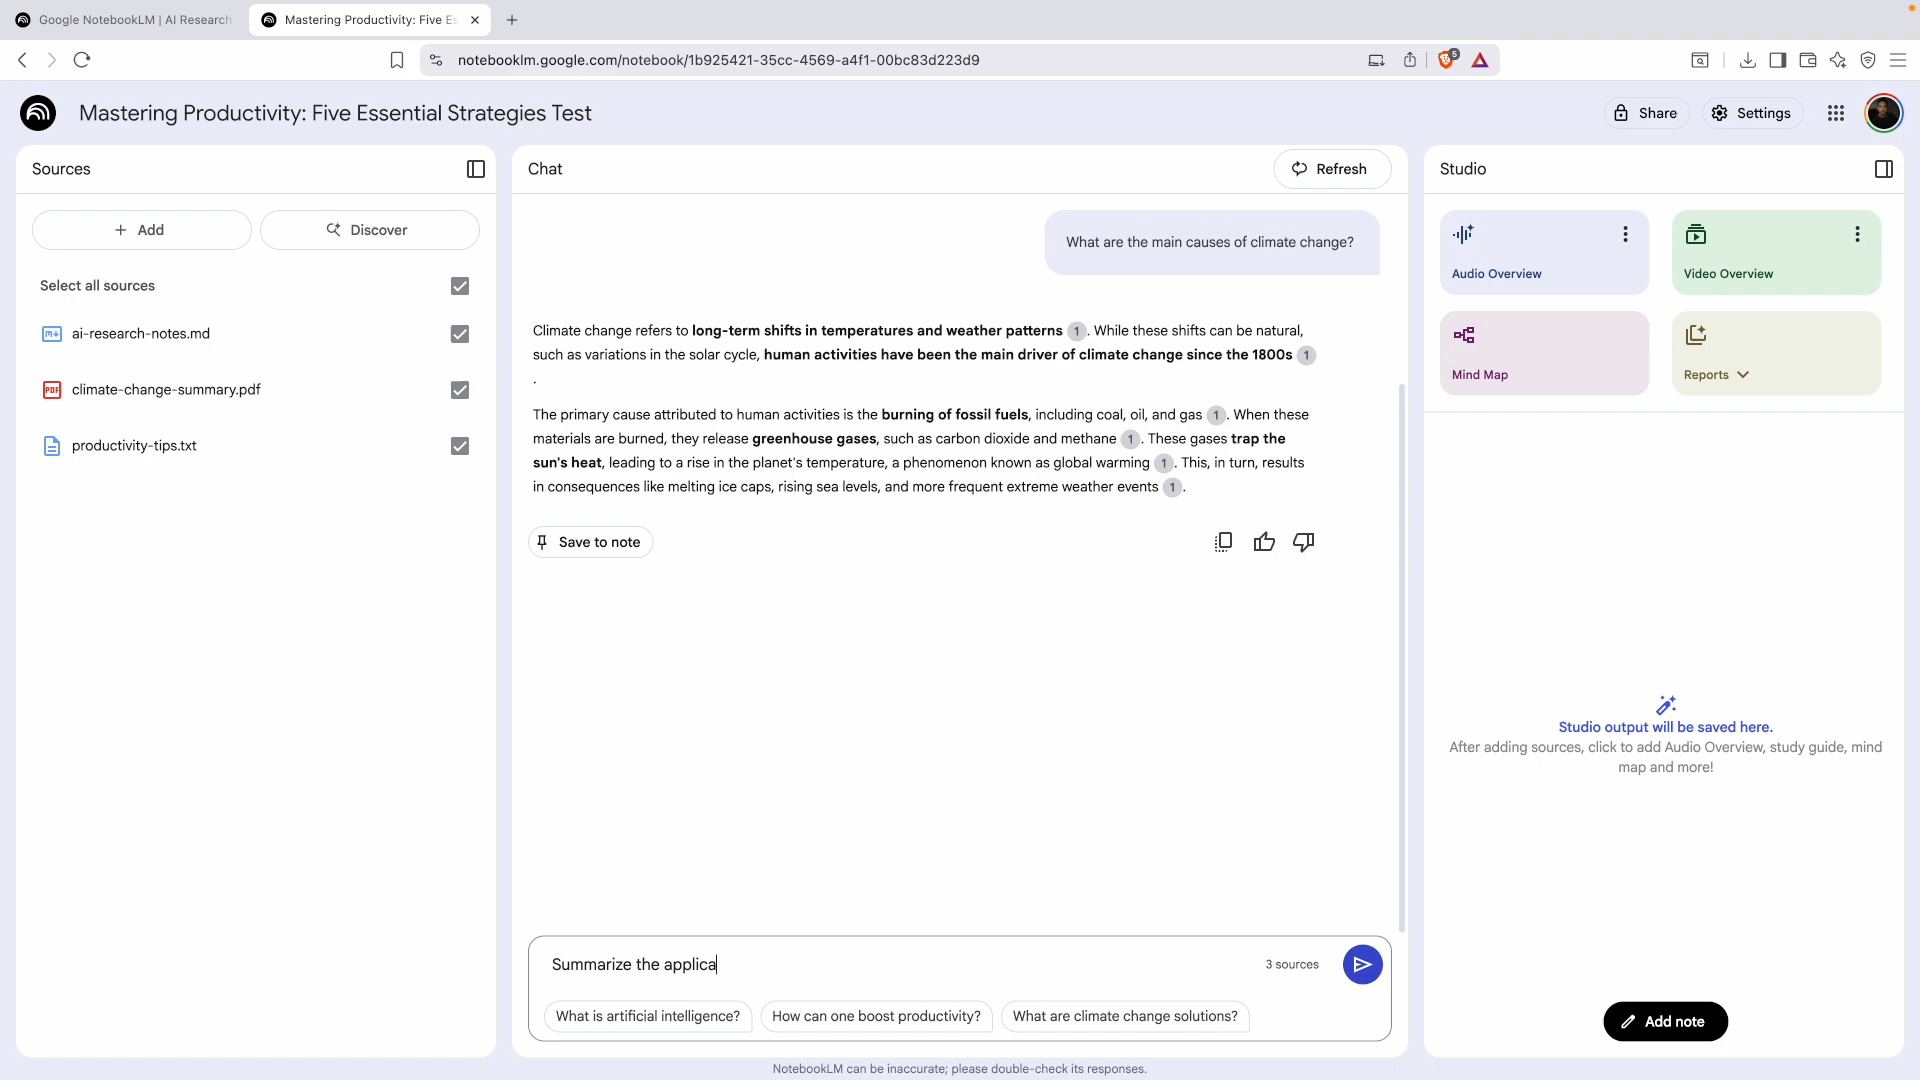 Google NotebookLM | AI Research
Mastering Productivity: Five Es
notebooklm.google.com/notebook/1b925421-35cc-4569-a4f1-00bc83d223d9
5
Mastering Productivity: Five Essential Strategies Test
Share
Settings
Sources
Add
Discover
Select all sources
ai-research-notes.md
PDF
climate-change-summary.pdf
productivity-tips.txt
Chat
Refresh
What are the main causes of climate change?
Climate change refers to long-term shifts in temperatures and weather patterns 1. While these shifts can be natural,
such as variations in the solar cycle, human activities have been the main driver of climate change since the 1800s 1
.
The primary cause attributed to human activities is the burning of fossil fuels, including coal, oil, and gas 1. When these
materials are burned, they release greenhouse gases, such as carbon dioxide and methane 1. These gases trap the
sun's heat, leading to a rise in the planet's temperature, a phenomenon known as global warming 1. This, in turn, results
in consequences like melting ice caps, rising sea levels, and more frequent extreme weather events 1.
Save to note
Summarize the applica
3 sources
What is artificial intelligence?
How can one boost productivity?
What are climate change solutions?
NotebookLM can be inaccurate; please double-check its responses.
Studio
Audio Overview
Video Overview
Mind Map
Reports
Studio output will be saved here.
After adding sources, click to add Audio Overview, study guide, mind
map and more!
Add note